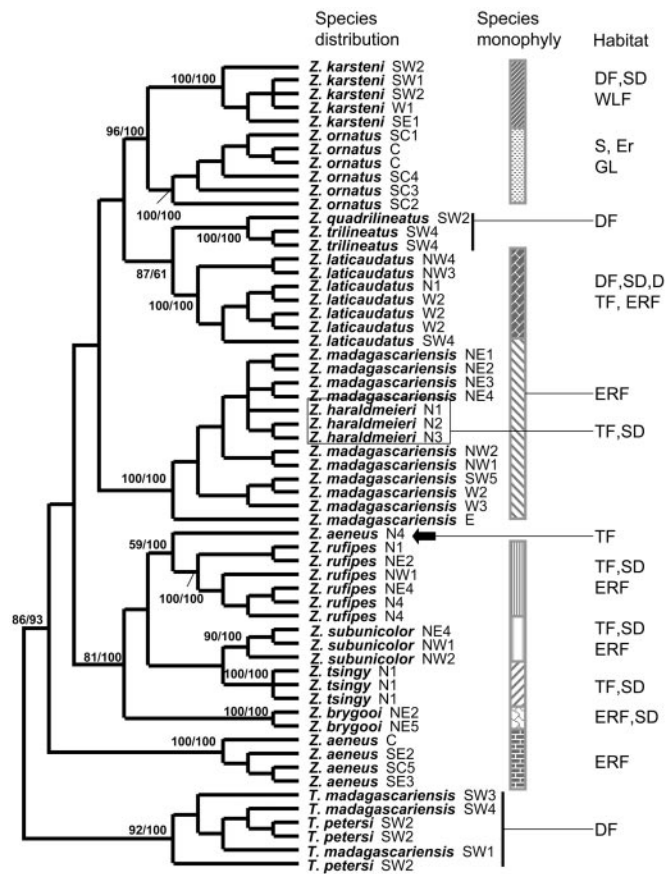 Species distribution
Species monophyly
Habitat
Z. karsteni SW2
Z. karsteni SW1
Z. karsteni SW2
Z. karsteni W1
Z. karsteni SE1
Z. ornatus SC1
Z. ornatus C
Z. ornatus C
Z. ornatus SC4
Z. ornatus SC3
Z. ornatus SC2
Z. quadrilineatus SW2
Z. trilineatus SW4
Z. trilineatus SW4
Z. laticaudatus NW4
Z. laticaudatus NW3
Z. laticaudatus N1
Z. laticaudatus W2
Z. laticaudatus W2
Z. laticaudatus W2
Z. laticaudatus SW4
Z. madagascariensis NE1
Z. madagascariensis NE2
Z. madagascariensis NE3
Z. madagascariensis NE4
Z. haraldmeieri N1
Z. haraldmeieri N2
Z. haraldmeieri N3
Z. madagascariensis NW2
Z. madagascariensis NW1
Z. madagascariensis SW5
Z. madagascariensis W2
Z. madagascariensis W3
Z. madagascariensis E
Z. aeneus N4
Z. rufipes N1
Z. rufipes NE2
Z. rufipes NW1
Z. rufipes NE4
Z. rufipes N4
Z. rufipes N4
Z. subunicolor NE4
Z. subunicolor NW1
Z. subunicolor NW2
Z. tsingy N1
Z. tsingy N1
Z. tsingy N1
Z. brygooi NE2
Z. brygooi NE5
Z. aeneus C
Z. aeneus SE2
Z. aeneus SC5
Z. aeneus SE3
T. madagascariensis SW3
T. madagascariensis SW4
T. petersi SW2
T. petersi SW2
T. madagascariensis SW1
T. petersi SW2
100/100
96/100
100/100
100/100
87/61
100/100
100/100
59/100
100/100
86/93
90/100
81/100
100/100
100/100
100/100
92/100
DF,SD
WLF
S, Er
GL
DF
DF,SD,D
TF, ERF
ERF
TF,SD
TF
TF,SD
ERF
TF,SD
ERF
TF,SD
ERF,SD
ERF
DF